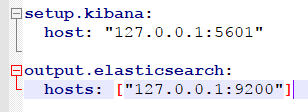 setup.kibana:
host: "127.0.0.1:5601"
output.elasticsearch:
hosts: ["127.0.0.1:9200"]